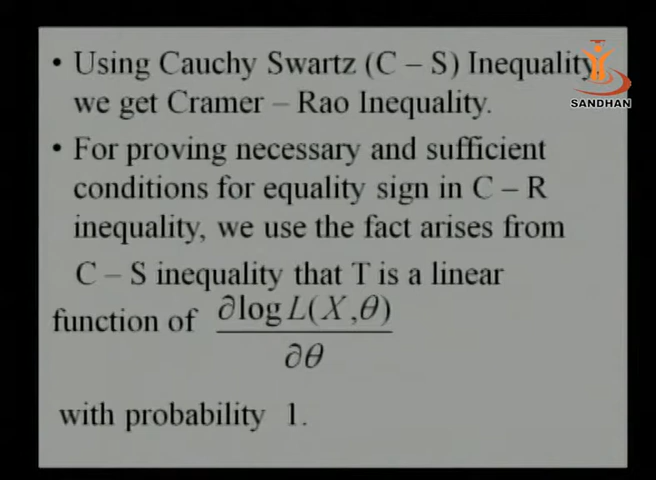 • Using Cauchy Swartz (C – S) Inequality
SANDHAN
we get Cramer – Rao Inequality.
• For proving necessary and sufficient
conditions for equality sign in C – R
inequality, we use the fact arises from
C – S inequality that T is a linear
function of ∂log L(X,θ) / ∂θ
with probability 1.